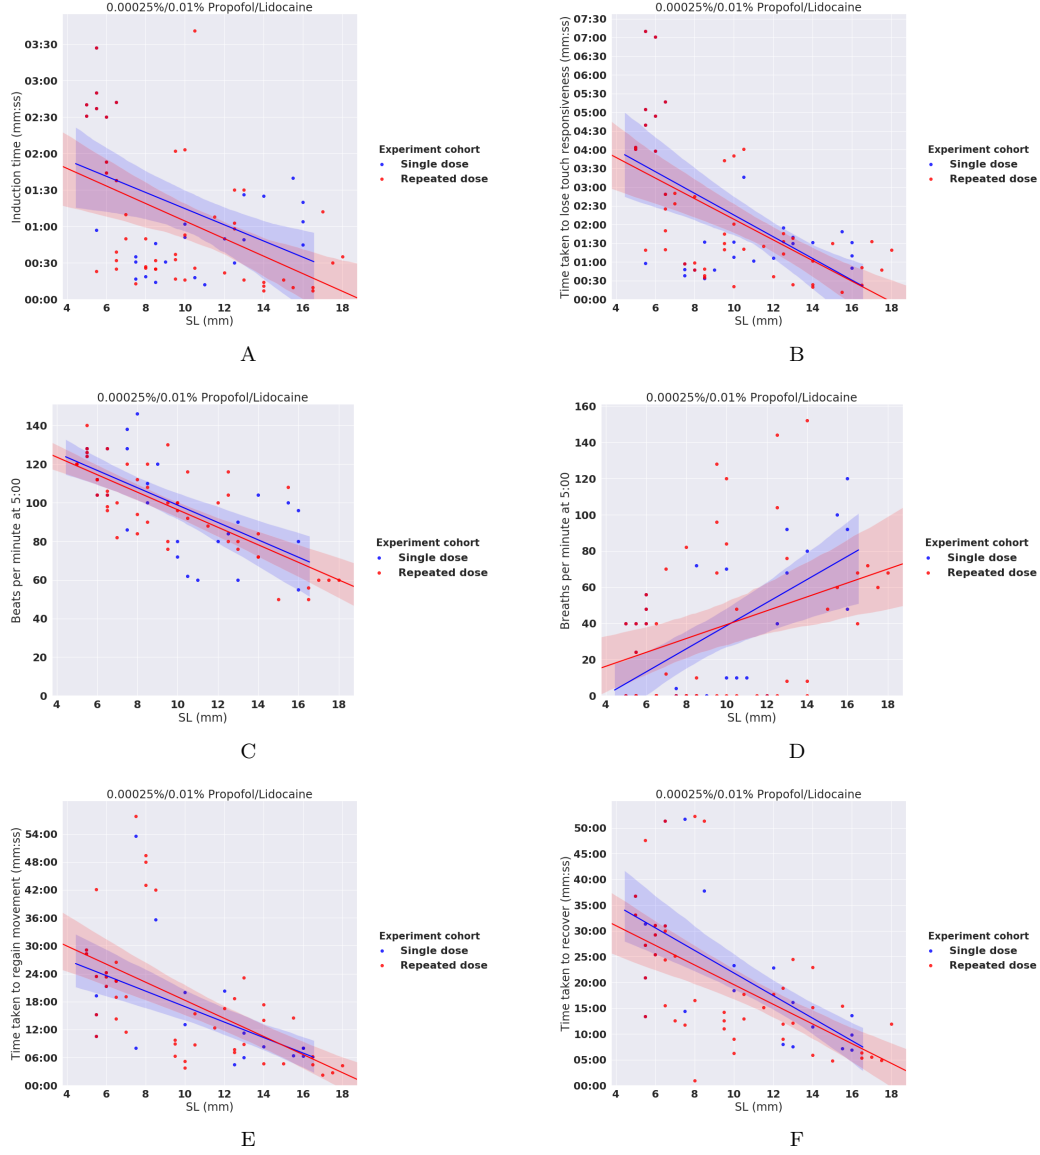 0.00025%/0.01% Propofol/Lidocaine
Induction time (mm:ss)
03:30
03:00
02:30
02:00
01:30
01:00
00:30
00:00
4 6 8 10 12 14 16 18
SL (mm)
Experiment cohort
Single dose
Repeated dose
A
0.00025%/0.01% Propofol/Lidocaine
Time taken to lose touch responsiveness (mm:ss)
07:30
07:00
06:30
06:00
05:30
05:00
04:30
04:00
03:30
03:00
02:30
02:00
01:30
01:00
00:30
00:00
4 6 8 10 12 14 16 18
SL (mm)
Experiment cohort
Single dose
Repeated dose
B
0.00025%/0.01% Propofol/Lidocaine
Beats per minute at 5:00
140
120
100
80
60
40
20
0
4 6 8 10 12 14 16 18
SL (mm)
Experiment cohort
Single dose
Repeated dose
C
0.00025%/0.01% Propofol/Lidocaine
Breaths per minute at 5:00
160
140
120
100
80
60
40
20
0
4 6 8 10 12 14 16 18
SL (mm)
Experiment cohort
Single dose
Repeated dose
D
0.00025%/0.01% Propofol/Lidocaine
Time taken to regain movement (mm:ss)
54:00
48:00
42:00
36:00
30:00
24:00
18:00
12:00
06:00
00:00
4 6 8 10 12 14 16 18
SL (mm)
Experiment cohort
Single dose
Repeated dose
E
0.00025%/0.01% Propofol/Lidocaine
Time taken to recover (mm:ss)
50:00
45:00
40:00
35:00
30:00
25:00
20:00
15:00
10:00
05:00
00:00
4 6 8 10 12 14 16 18
SL (mm)
Experiment cohort
Single dose
Repeated dose
F